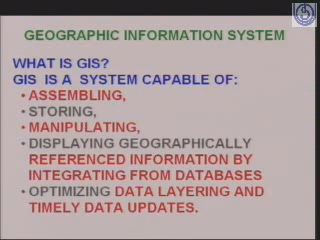 GEOGRAPHIC INFORMATION SYSTEM
WHAT IS GIS?
GIS IS A SYSTEM CAPABLE OF:
• ASSEMBLING,
• STORING,
• MANIPULATING,
• DISPLAYING GEOGRAPHICALLY
REFERENCED INFORMATION BY
INTEGRATING FROM DATABASES
• OPTIMIZING DATA LAYERING AND
TIMELY DATA UPDATES.